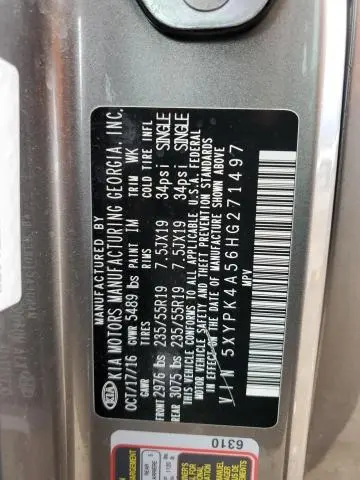 MANUFACTURED BY
KIA MOTORS MANUFACTURING GEORGIA, INC.
OCT/17/16 GVWR 5489 lbs PAINT IM TRIM WK
GAWR TIRES RIMS COLD TIRE INFL
FRONT 2976 lbs 235/55R19 7.5JX19 34psi SINGLE
REAR 3075 lbs 235/55R19 7.5JX19 34psi SINGLE
THIS VEHICLE CONFORMS TO ALL APPLICABLE U.S.A. FEDERAL
MOTOR VEHICLE SAFETY AND THEFT PREVENTION STANDARDS
IN EFFECT ON THE DATE OF MANUFACTURE SHOWN ABOVE
VIN 5XYPK4A56HG271497
MPV
KIA
6310